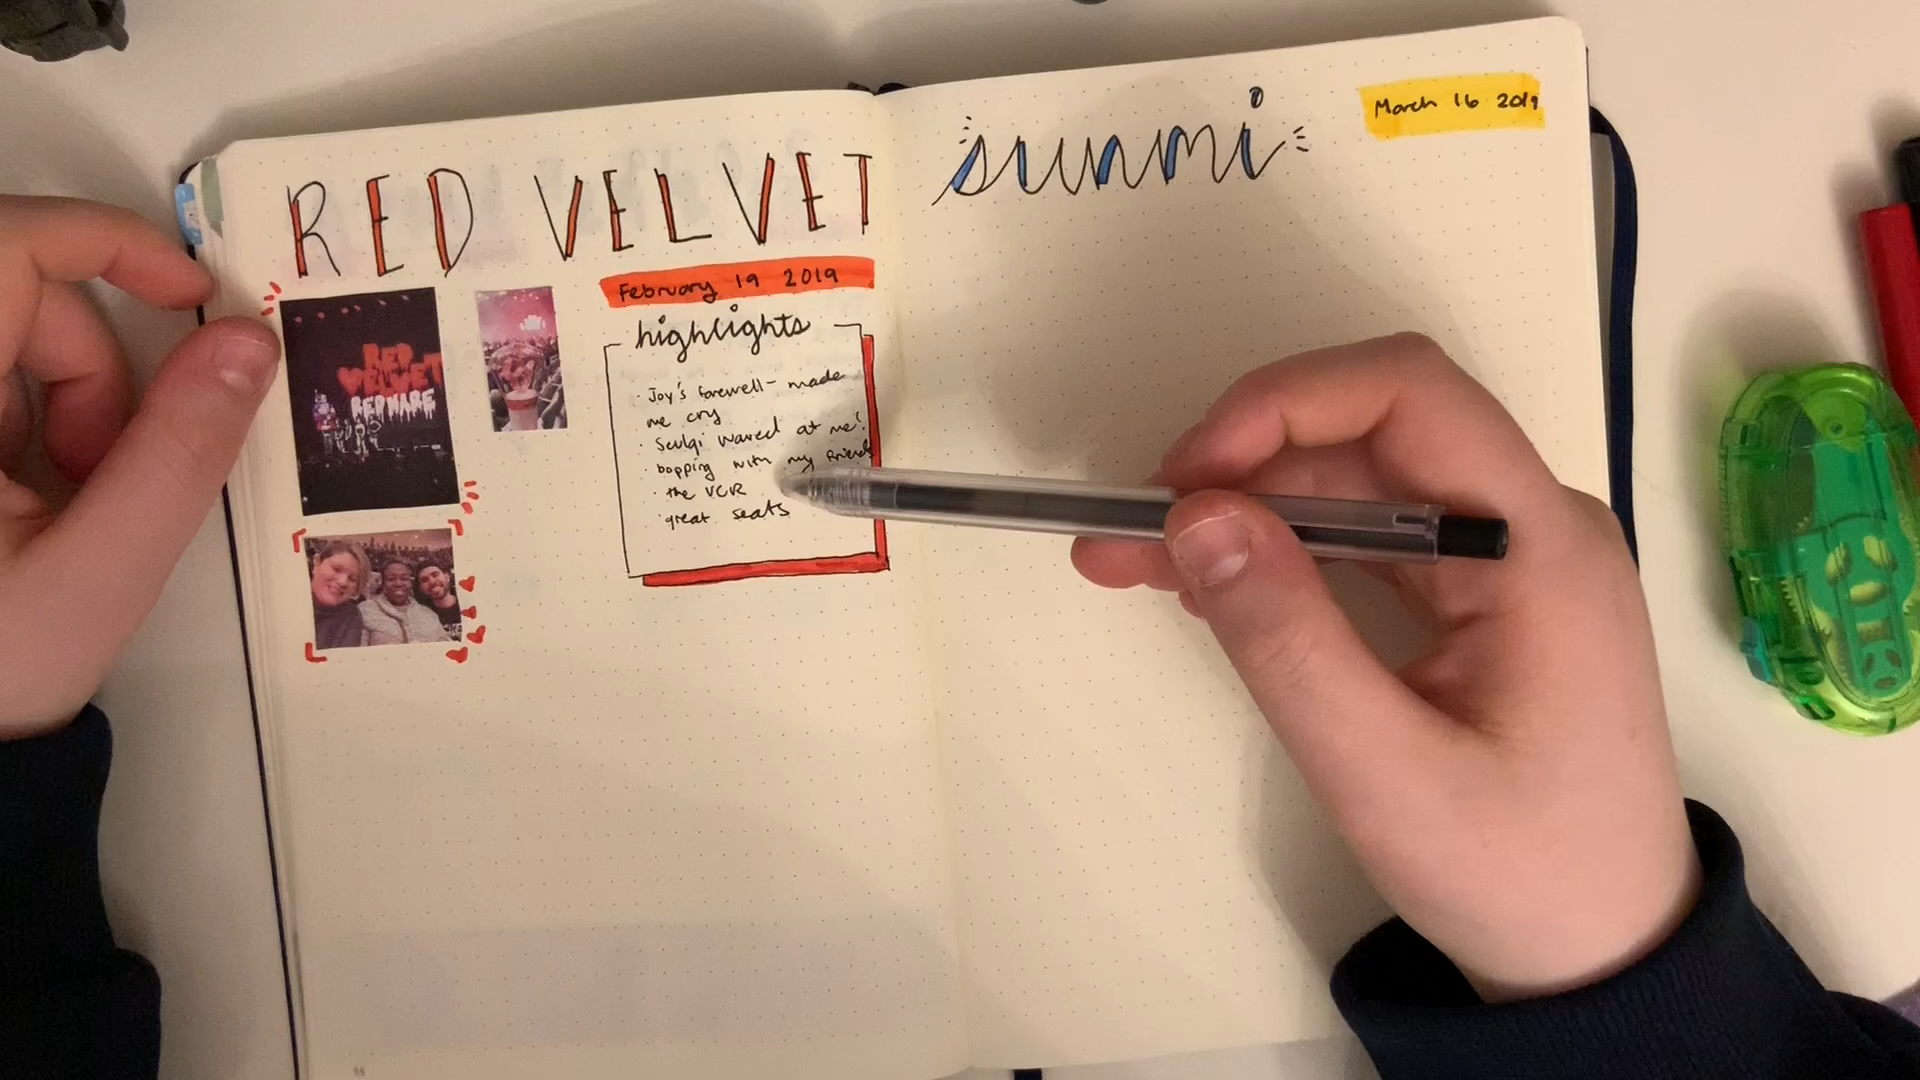 RED VELVET
February 19 2019
highlights
· Joy's farewell - made
me cry
· Seulgi waved at me!
· bopping with my friends
· the VCR
· great seats
RED
VELVET
REDMARE
sunmi
March 16 2019